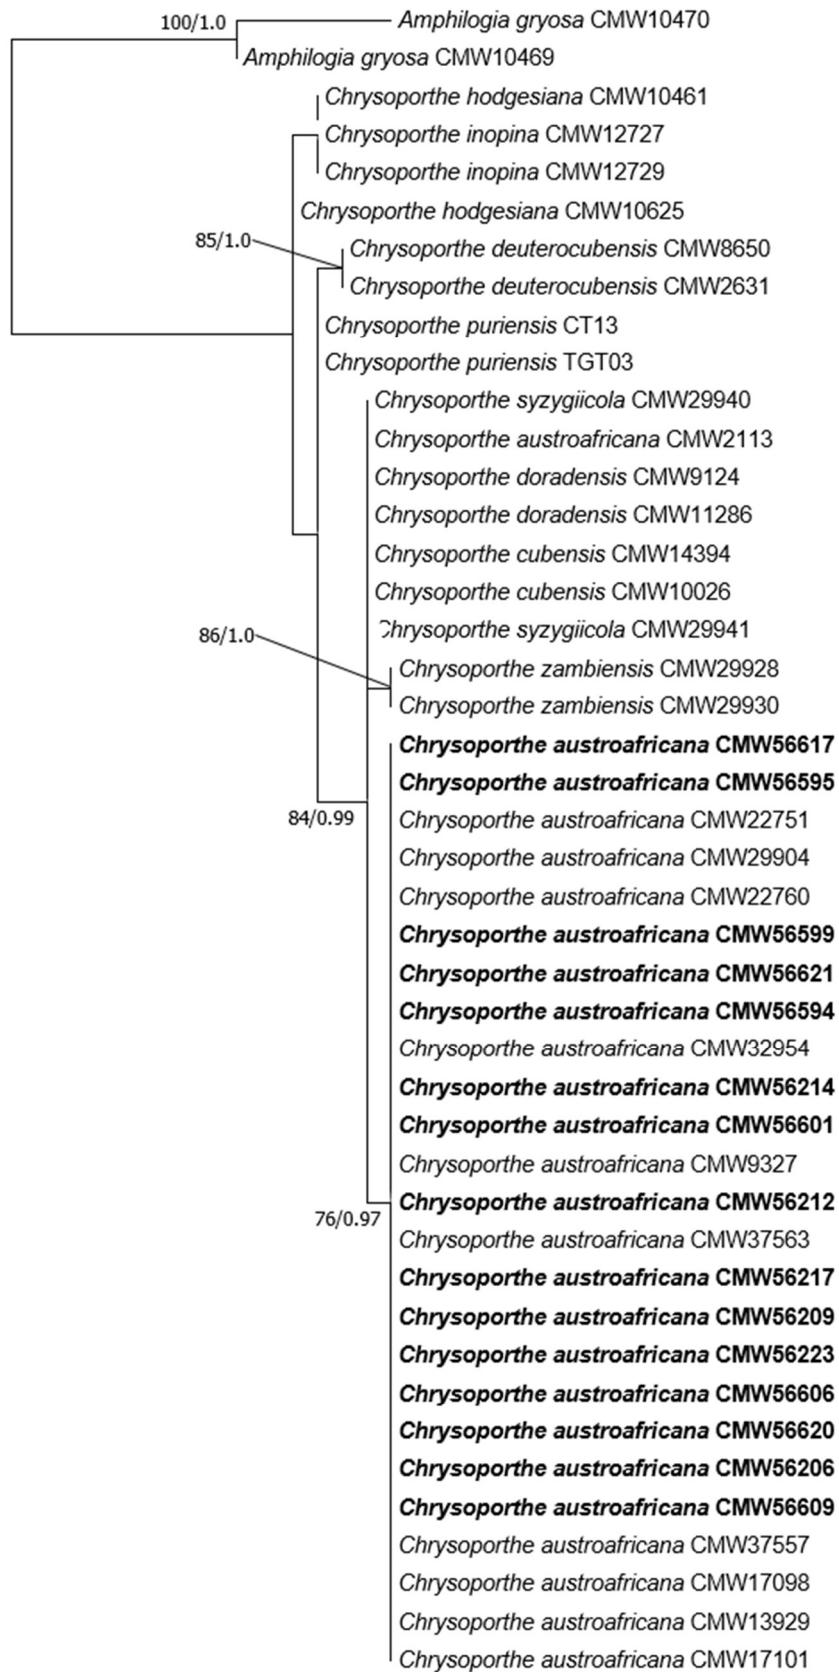 100/1.0
Amphilogia gryosa CMW10470
Amphilogia gryosa CMW10469
Chrysoporthe hodgesiana CMW10461
Chrysoporthe inopina CMW12727
Chrysoporthe inopina CMW12729
Chrysoporthe hodgesiana CMW10625
85/1.0
Chrysoporthe deuterocubensis CMW8650
Chrysoporthe deuterocubensis CMW2631
Chrysoporthe puriensis CT13
Chrysoporthe puriensis TGT03
Chrysoporthe syzygiicola CMW29940
Chrysoporthe austroafricana CMW2113
Chrysoporthe doradensis CMW9124
Chrysoporthe doradensis CMW11286
Chrysoporthe cubensis CMW14394
Chrysoporthe cubensis CMW10026
Chrysoporthe syzygiicola CMW29941
86/1.0
Chrysoporthe zambiensis CMW29928
Chrysoporthe zambiensis CMW29930
Chrysoporthe austroafricana CMW56617
Chrysoporthe austroafricana CMW56595
84/0.99
Chrysoporthe austroafricana CMW22751
Chrysoporthe austroafricana CMW29904
Chrysoporthe austroafricana CMW22760
Chrysoporthe austroafricana CMW56599
Chrysoporthe austroafricana CMW56621
Chrysoporthe austroafricana CMW56594
Chrysoporthe austroafricana CMW32954
Chrysoporthe austroafricana CMW56214
Chrysoporthe austroafricana CMW56601
Chrysoporthe austroafricana CMW9327
Chrysoporthe austroafricana CMW56212
76/0.97
Chrysoporthe austroafricana CMW37563
Chrysoporthe austroafricana CMW56217
Chrysoporthe austroafricana CMW56209
Chrysoporthe austroafricana CMW56223
Chrysoporthe austroafricana CMW56606
Chrysoporthe austroafricana CMW56620
Chrysoporthe austroafricana CMW56206
Chrysoporthe austroafricana CMW56609
Chrysoporthe austroafricana CMW37557
Chrysoporthe austroafricana CMW17098
Chrysoporthe austroafricana CMW13929
Chrysoporthe austroafricana CMW17101